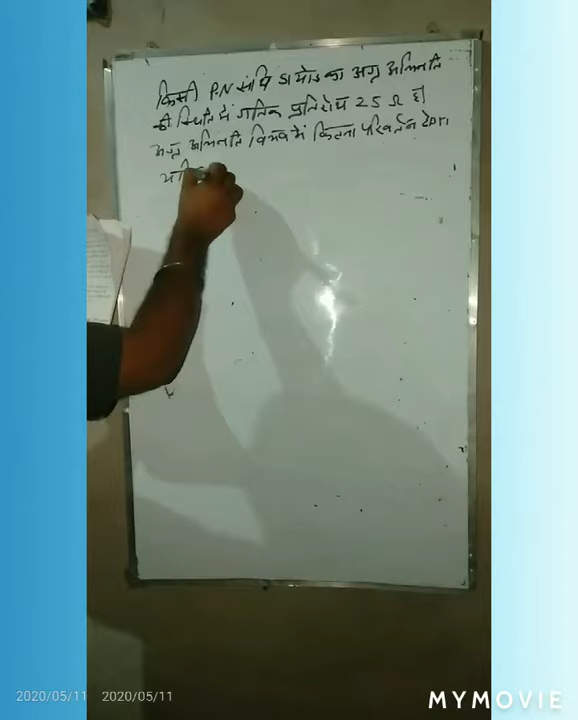 किसी P.N संधि डायोड का अग्र अभिनति
की स्थिति में गतिक प्रतिरोध 25 Ω है।
अग्र अभिनति विभव में कितना परिवर्तन करना
2020/05/11 2020/05/11
MYMOVIE